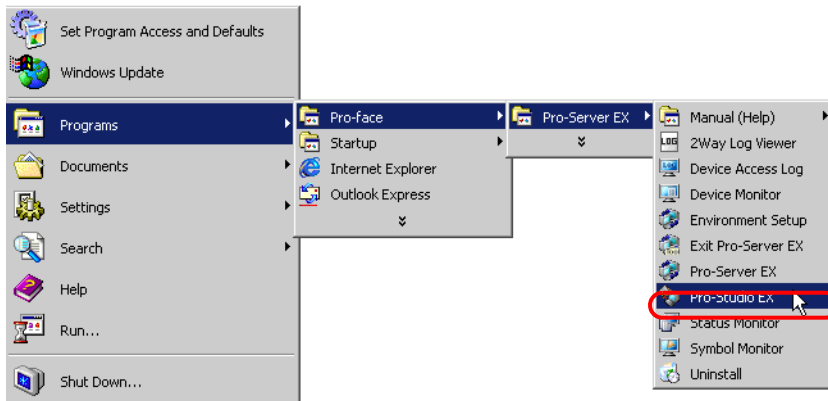 Set Program Access and Defaults
Windows Update
Programs
Documents
Settings
Search
Help
Run...
Shut Down...
Pro-face
Startup
Internet Explorer
Outlook Express
Pro-Server EX
Manual (Help)
LOG
2Way Log Viewer
Device Access Log
Device Monitor
Environment Setup
Exit Pro-Server EX
Pro-Server EX
Pro-Studio EX
Status Monitor
Symbol Monitor
Uninstall